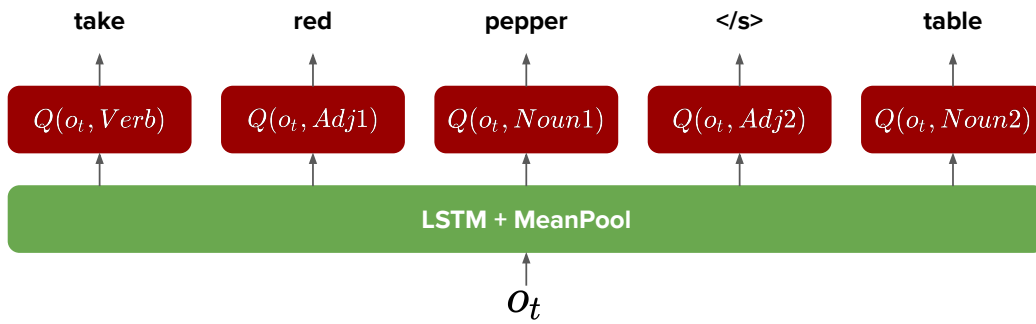 take red pepper </s> table
Q(o_t, Verb) Q(o_t, Adj1) Q(o_t, Noun1) Q(o_t, Adj2) Q(o_t, Noun2)
LSTM + MeanPool
o_t